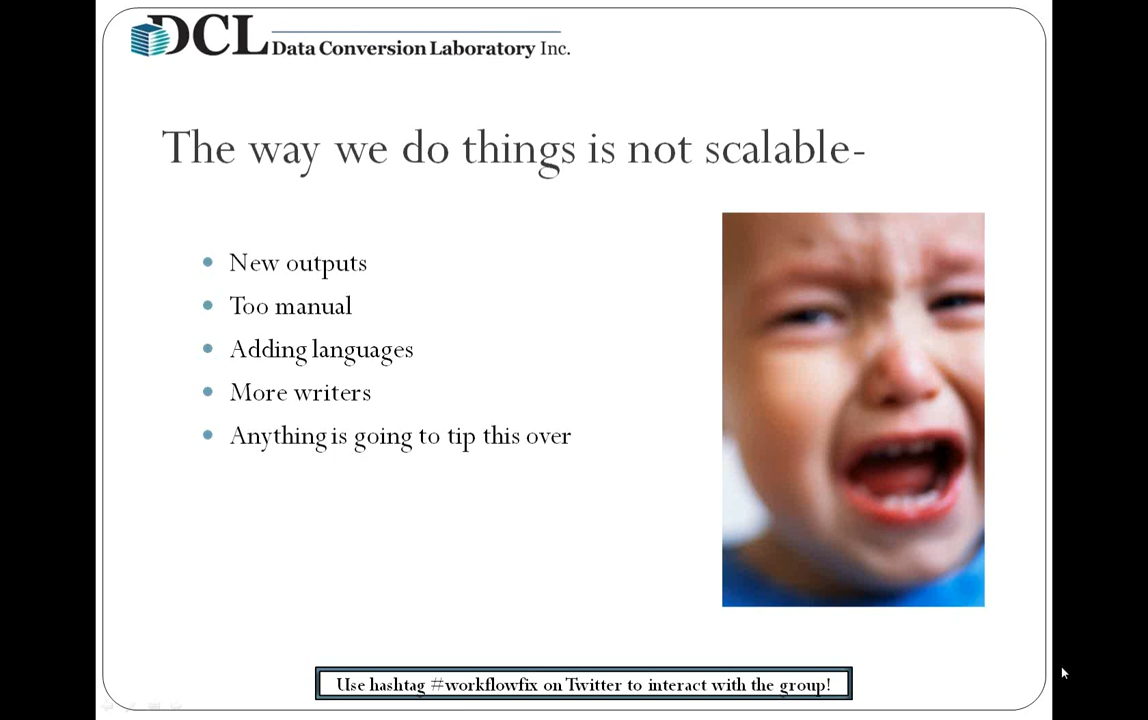 DCL
Data Conversion Laboratory Inc.
The way we do things is not scalable-
New outputs
Too manual
Adding languages
More writers
Anything is going to tip this over
Use hashtag #workflowfix on Twitter to interact with the group!